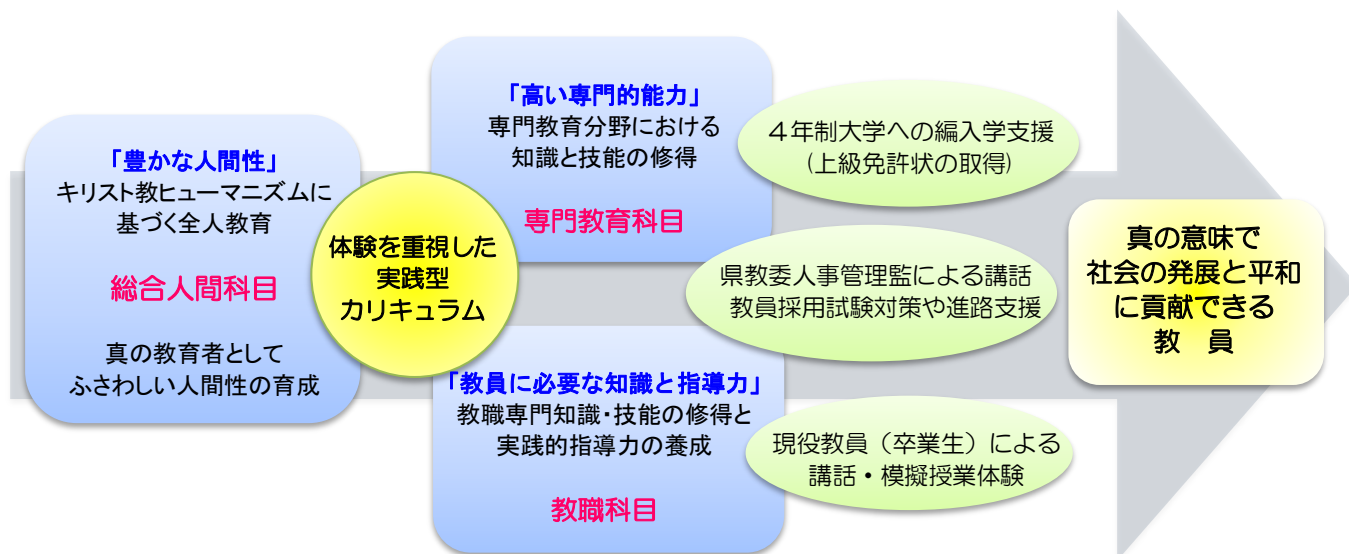 「豊かな人間性」
キリスト教ヒューマニズムに
基づく全人教育
総合人間科目
真の教育者として
ふさわしい人間性の育成
体験を重視した
実践型
カリキュラム
「高い専門的能力」
専門教育分野における
知識と技能の修得
専門教育科目
「教員に必要な知識と指導力」
教職専門知識・技能の修得と
実践的指導力の養成
教職科目
４年制大学への編入学支援
(上級免許状の取得)
県教委人事管理監による講話
教員採用試験対策や進路支援
現役教員（卒業生）による
講話・模擬授業体験
真の意味で
社会の発展と平和
に貢献できる
教　員